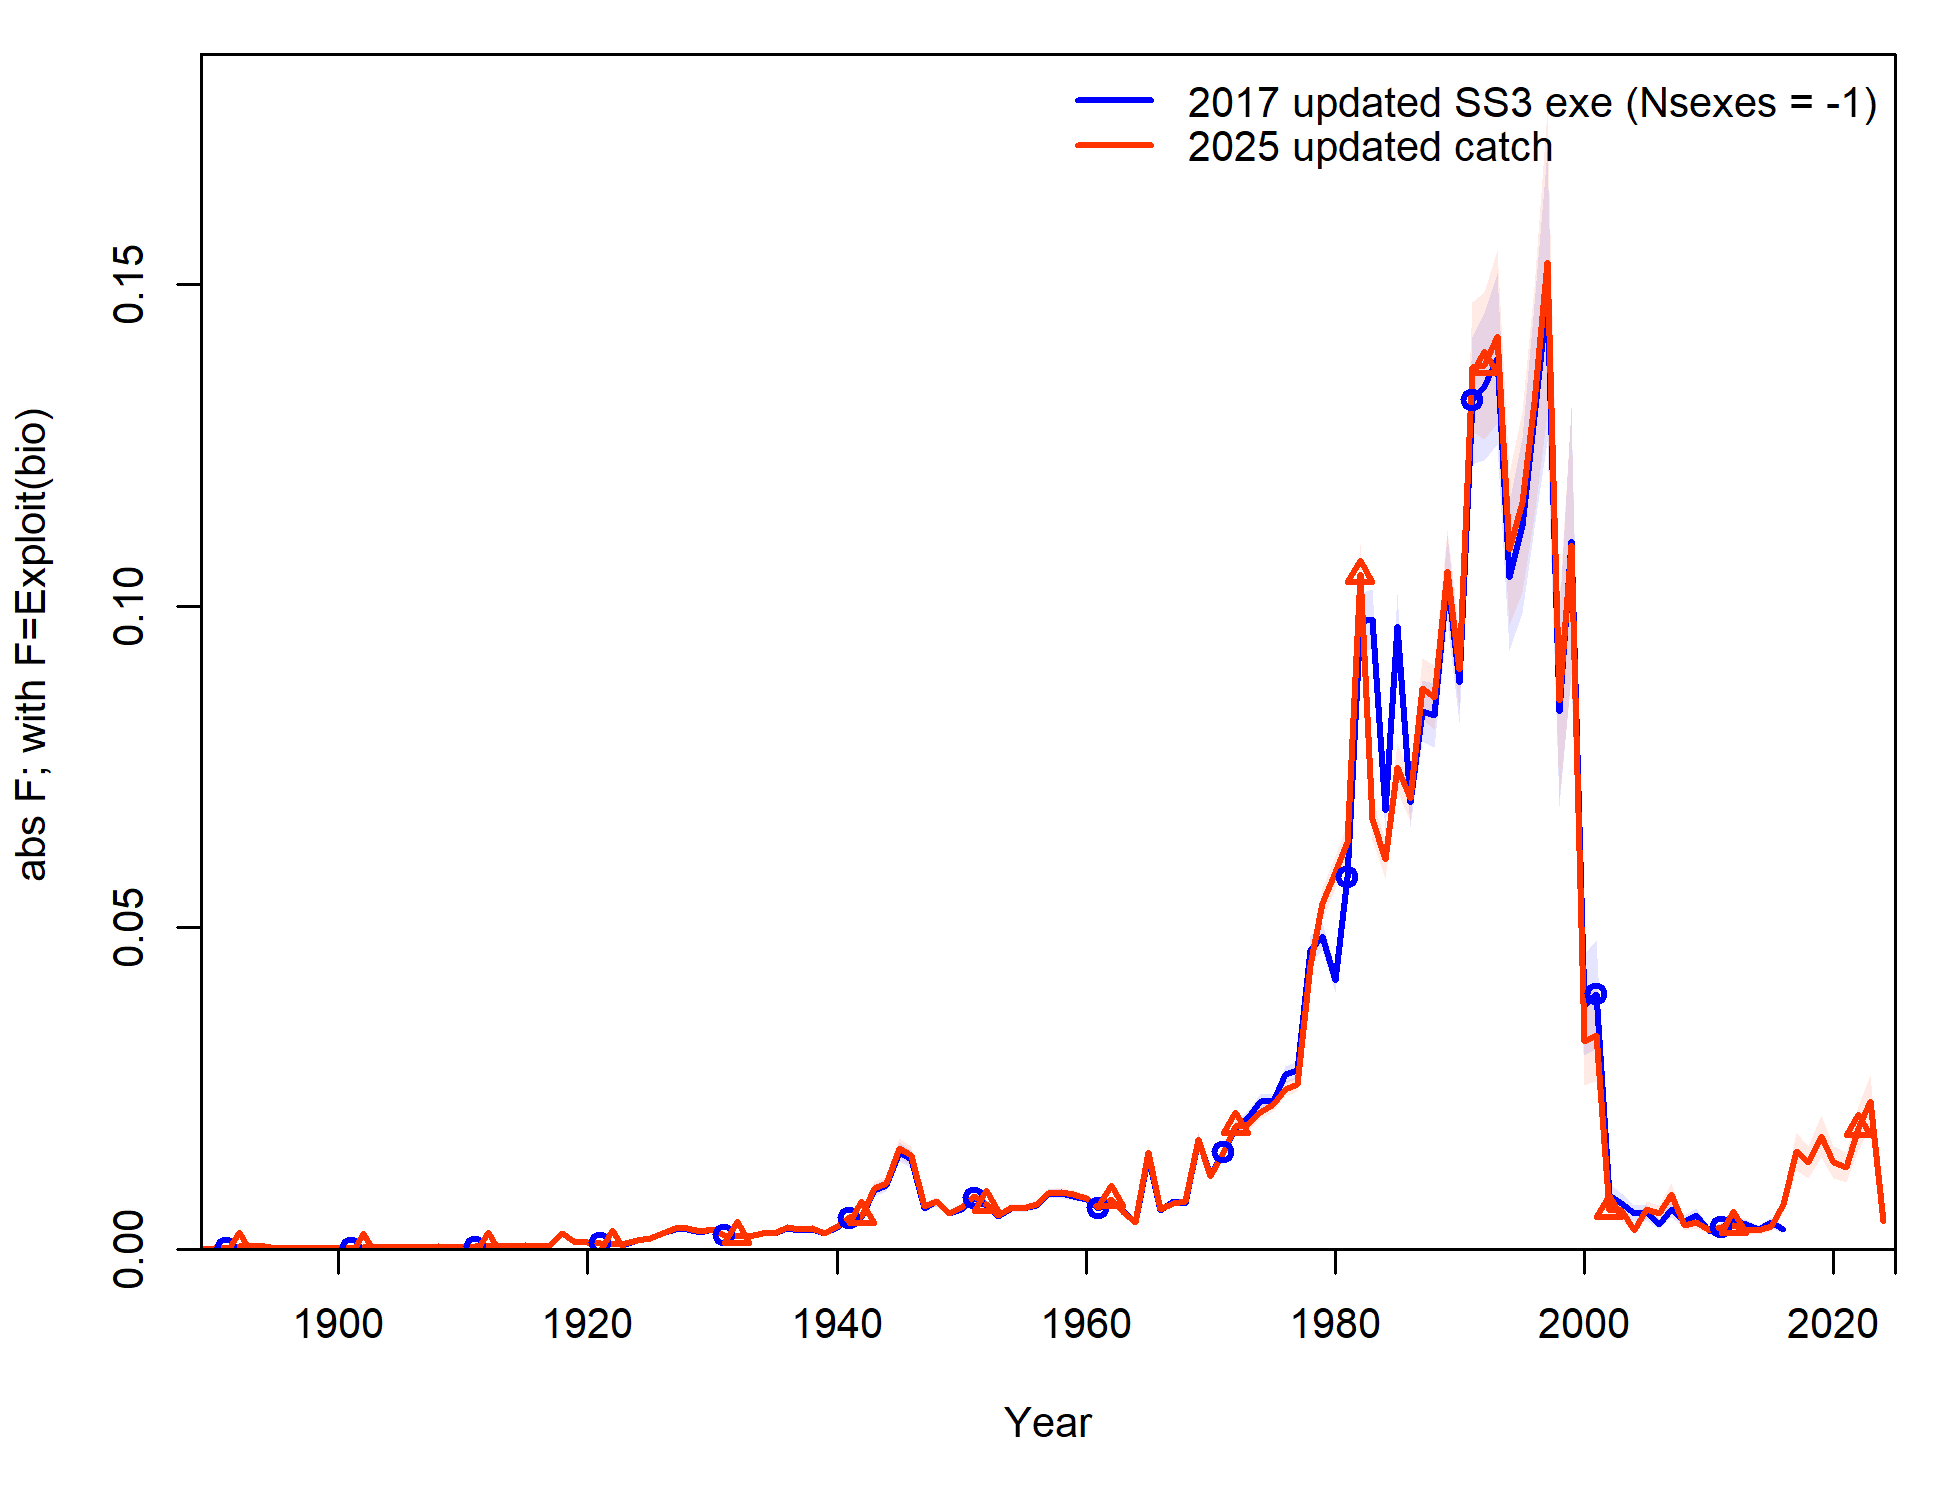 2017 updated SS3 exe (Nsexes = -1)
2025 updated catch
abs F; with F=Exploit(bio)
0.15
0.10
0.05
0.00
1900 1920 1940 1960 1980 2000 2020
Year